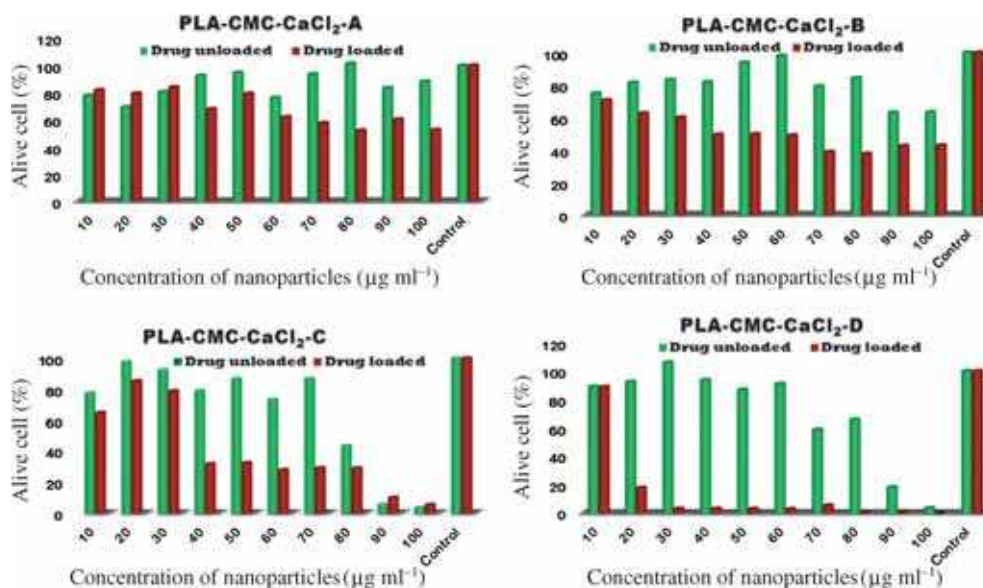 PLA-CMC-CaCl₂-A
Drug unloaded Drug loaded
Alive cell (%)
120
100
80
60
40
20
0
10 20 30 40 50 60 70 80 90 100 Control
Concentration of nanoparticles (µg ml⁻¹)
PLA-CMC-CaCl₂-B
Drug unloaded Drug loaded
Alive cell (%)
100
80
60
40
20
0
10 20 30 40 50 60 70 80 90 100 Control
Concentration of nanoparticles (µg ml⁻¹)
PLA-CMC-CaCl₂-C
Drug unloaded Drug loaded
Alive cell (%)
100
80
60
40
20
0
10 20 30 40 50 60 70 80 90 100 Control
Concentration of nanoparticles (µg ml⁻¹)
PLA-CMC-CaCl₂-D
Drug unloaded Drug loaded
Alive cell (%)
120
100
80
60
40
20
0
10 20 30 40 50 60 70 80 90 100 Control
Concentration of nanoparticles (µg ml⁻¹)